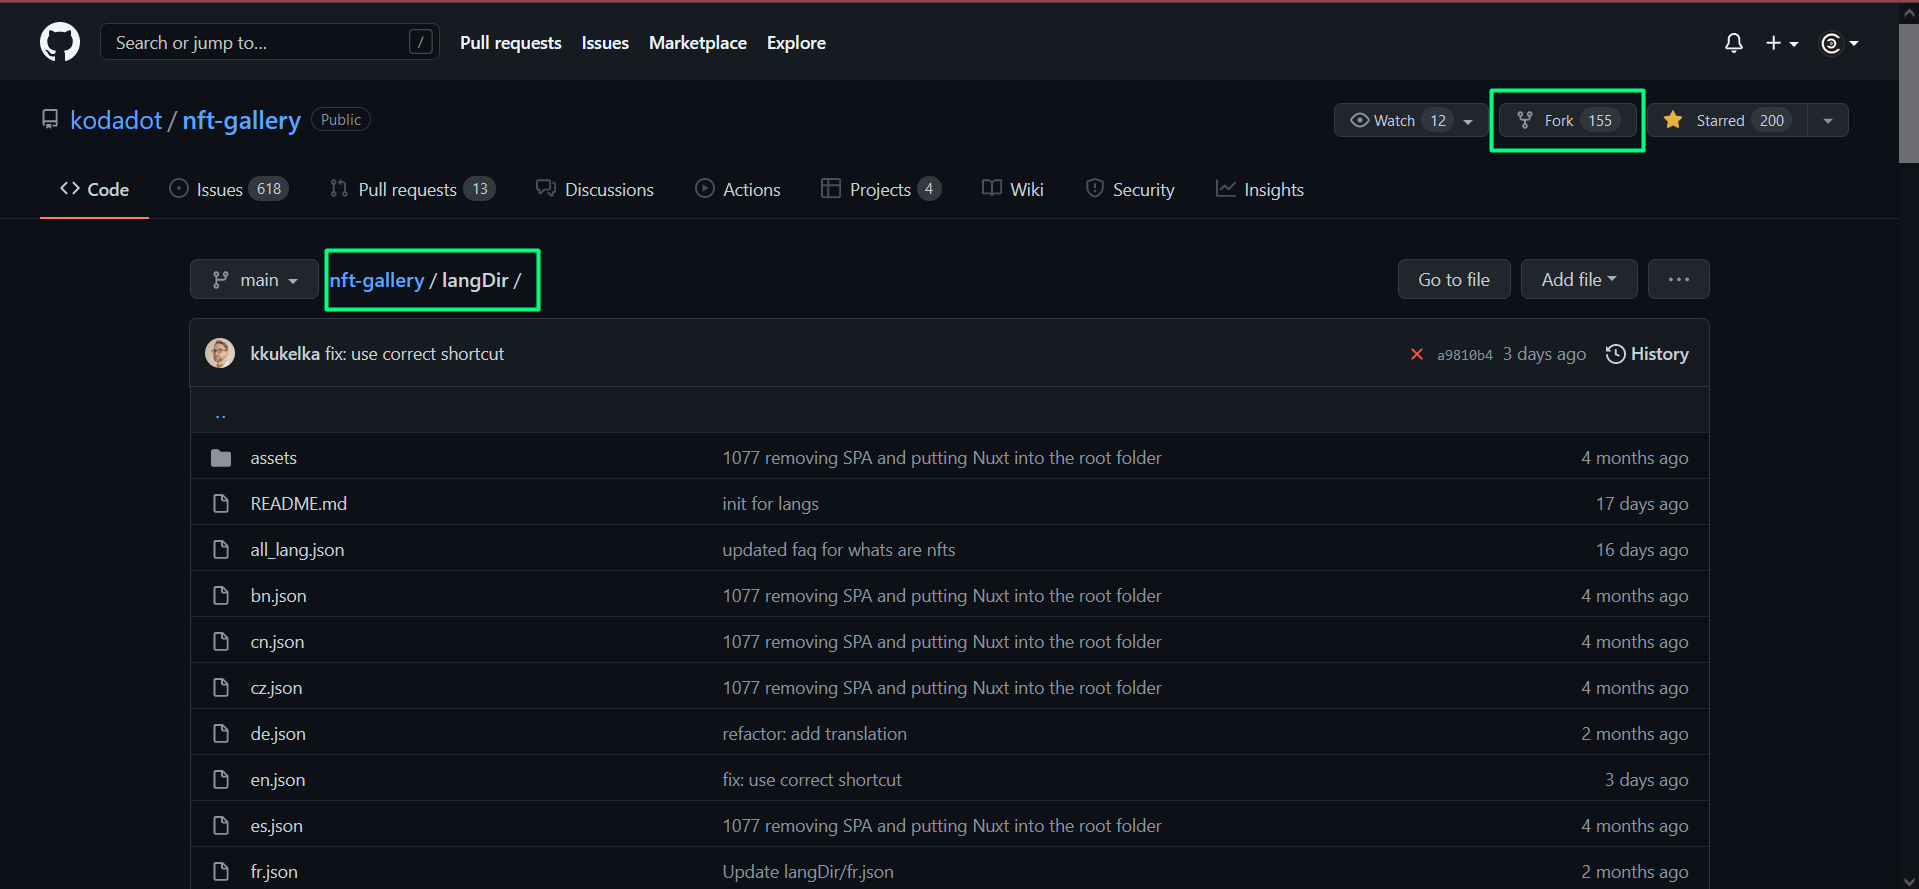 Search or jump to... / Pull requests Issues Marketplace Explore
kodadot / nft-gallery Public Watch 12 Fork 155 Starred 200
Code Issues 618 Pull requests 13 Discussions Actions Projects 4 Wiki Security Insights
main nft-gallery / langDir / Go to file Add file ...
kkukelka fix: use correct shortcut a9810b4 3 days ago History
..
assets 1077 removing SPA and putting Nuxt into the root folder 4 months ago
README.md init for langs 17 days ago
all_lang.json updated faq for whats are nfts 16 days ago
bn.json 1077 removing SPA and putting Nuxt into the root folder 4 months ago
cn.json 1077 removing SPA and putting Nuxt into the root folder 4 months ago
cz.json 1077 removing SPA and putting Nuxt into the root folder 4 months ago
de.json refactor: add translation 2 months ago
en.json fix: use correct shortcut 3 days ago
es.json 1077 removing SPA and putting Nuxt into the root folder 4 months ago
fr.json Update langDir/fr.json 2 months ago